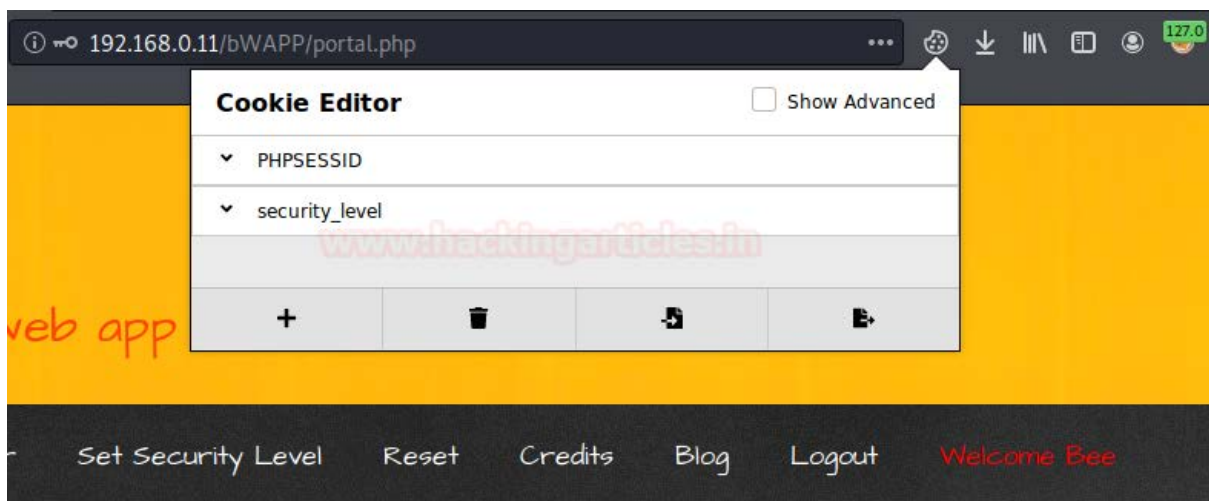 192.168.0.11/bWAPP/portal.php
127.0
Cookie Editor
Show Advanced
PHPSESSID
security_level
www.hackingarticles.in
web app
Set Security Level Reset Credits Blog Logout Welcome Bee